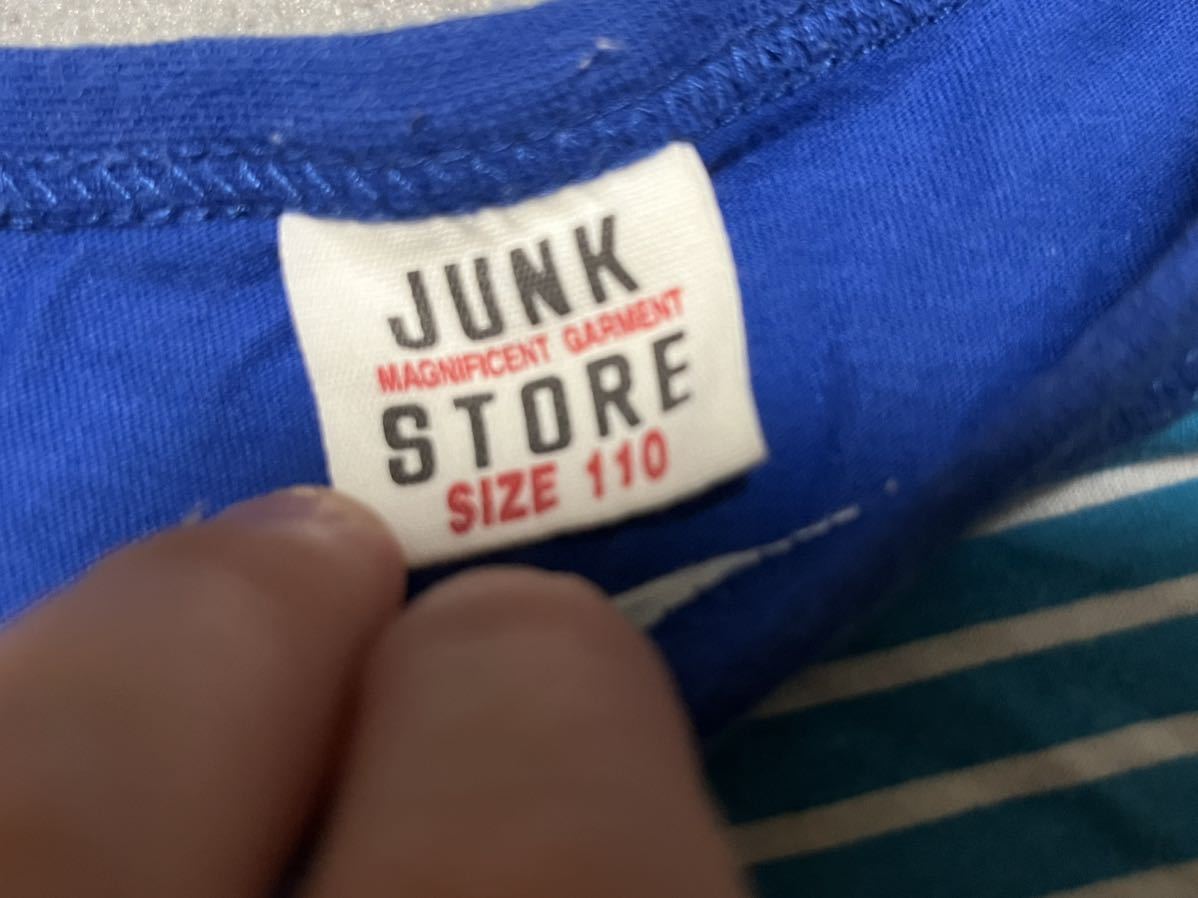 JUNK
MAGNIFICENT GARMENT
STORE
SIZE 110